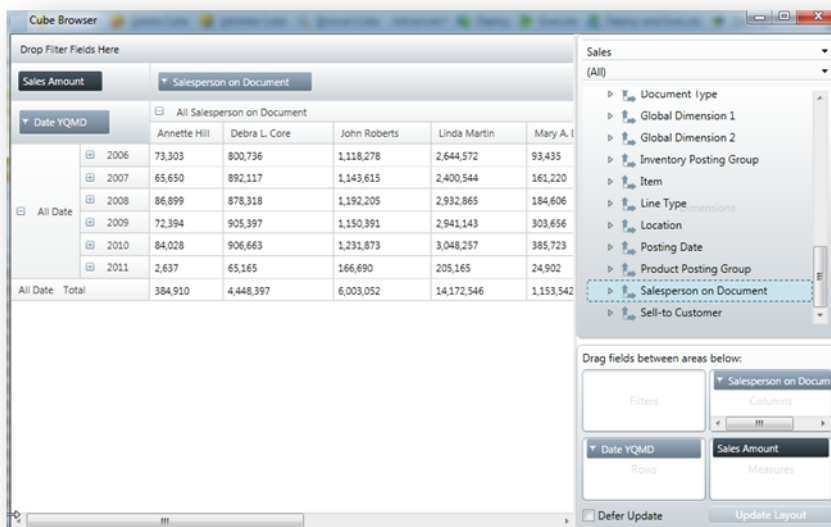 Cube Browser
Drop Filter Fields Here
Sales Amount
Salesperson on Document
Date YQMD
All Salesperson on Document
Annette Hill Debra L. Core John Roberts Linda Martin Mary A.
All Date
2006 73,303 800,736 1,118,278 2,644,572 93,435
2007 65,650 892,117 1,143,615 2,400,544 161,220
2008 86,899 878,318 1,192,205 2,932,865 184,606
2009 72,394 905,397 1,150,391 2,941,143 303,656
2010 84,028 906,663 1,231,873 3,048,257 385,723
2011 2,637 65,165 166,690 205,165 24,902
All Date Total 384,910 4,448,397 6,003,052 14,172,546 1,153,542
Sales
(All)
Document Type
Global Dimension 1
Global Dimension 2
Inventory Posting Group
Item
Line Type
Location
Posting Date
Product Posting Group
Salesperson on Document
Sell-to Customer
Drag fields between areas below:
Filters
Salesperson on Docum
Columns
Date YQMD
Rows
Sales Amount
Measures
Defer Update
Update Layout